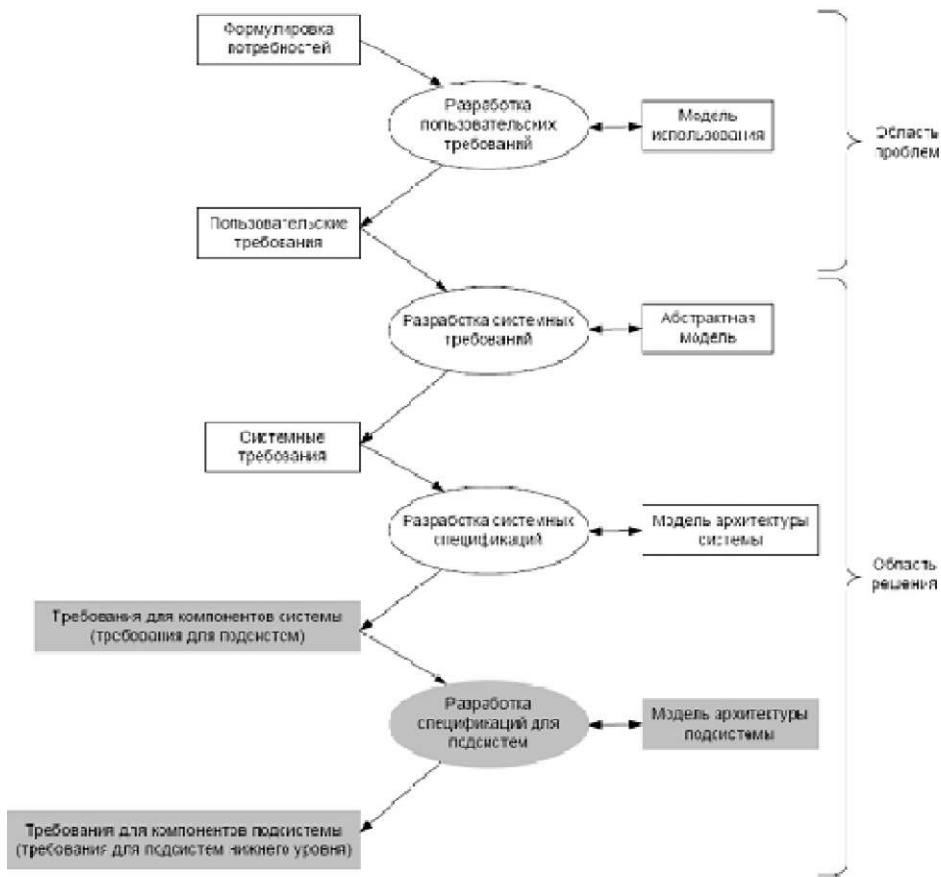 Формулировка
потребностей
Разработка
пользовательских
требований
Модель
использования
Область
проблем
Пользовательские
требования
Разработка системных
требований
Абстрактная
модель
Системные
требования
Разработка системных
спецификаций
Модель архитектуры
системы
Область
решения
Требования для компонентов системы
(требования для подсистем)
Разработка
спецификаций для
подсистем
Модель архитектуры
подсистемы
Требования для компонентов подсистемы
(требования для подсистем нижнего уровня)